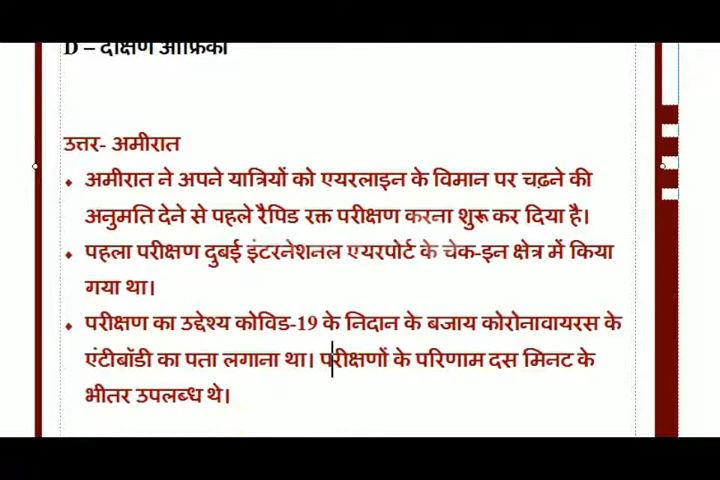 D – दक्षिण अफ्रिका
उत्तर- अमीरात
♦ अमीरात ने अपने यात्रियों को एयरलाइन के विमान पर चढ़ने की
अनुमति देने से पहले रैपिड रक्त परीक्षण करना शुरू कर दिया है।
♦ पहला परीक्षण दुबई इंटरनेशनल एयरपोर्ट के चेक-इन क्षेत्र में किया
गया था।
♦ परीक्षण का उद्देश्य कोविड-19 के निदान के बजाय कोरोनावायरस के
एंटीबॉडी का पता लगाना था। परीक्षणों के परिणाम दस मिनट के
भीतर उपलब्ध थे।